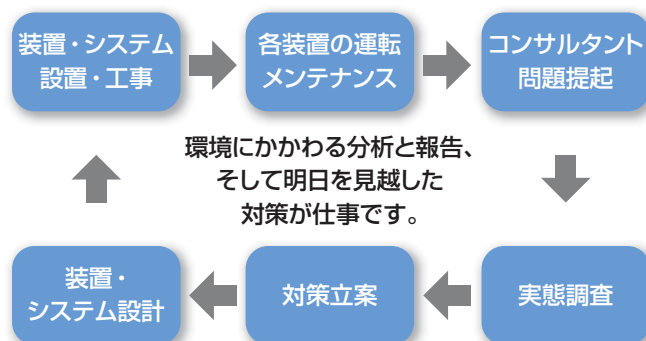 装置・システム
設置・工事
各装置の運転
メンテナンス
コンサルタント
問題提起
環境にかかわる分析と報告、
そして明日を見越した
対策が仕事です。
装置・
システム設計
対策立案
実態調査